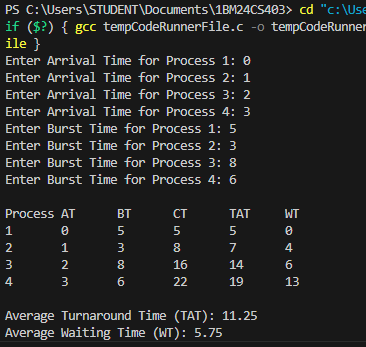 PS C:\Users\STUDENT\Documents\1BM24CS403> cd "c:\Use
if ($?) { gcc tempCodeRunnerFile.c -o tempCodeRunner
ile }
Enter Arrival Time for Process 1: 0
Enter Arrival Time for Process 2: 1
Enter Arrival Time for Process 3: 2
Enter Arrival Time for Process 4: 3
Enter Burst Time for Process 1: 5
Enter Burst Time for Process 2: 3
Enter Burst Time for Process 3: 8
Enter Burst Time for Process 4: 6
Process AT BT CT TAT WT
1 0 5 5 5 0
2 1 3 8 7 4
3 2 8 16 14 6
4 3 6 22 19 13
Average Turnaround Time (TAT): 11.25
Average Waiting Time (WT): 5.75